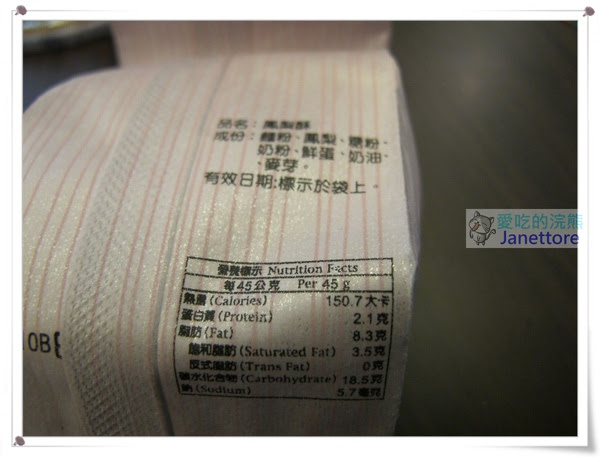 品名：鳳梨酥
成份：麵粉、鳳梨、糖粉、
奶粉、鮮蛋、奶油、
、麥芽。
有效日期:標示於袋上。
愛吃的浣熊
Janettore
營養標示 Nutrition Facts
每45公克 Per 45 g
熱量(Calories) 150.7大卡
蛋白質(Protein) 2.1克
脂肪(Fat) 8.3克
飽和脂肪(Saturated Fat) 3.5克
反式脂肪(Trans Fat) 0克
碳水化合物(Carbohydrate) 18.5克
鈉(Sodium) 5.7毫克